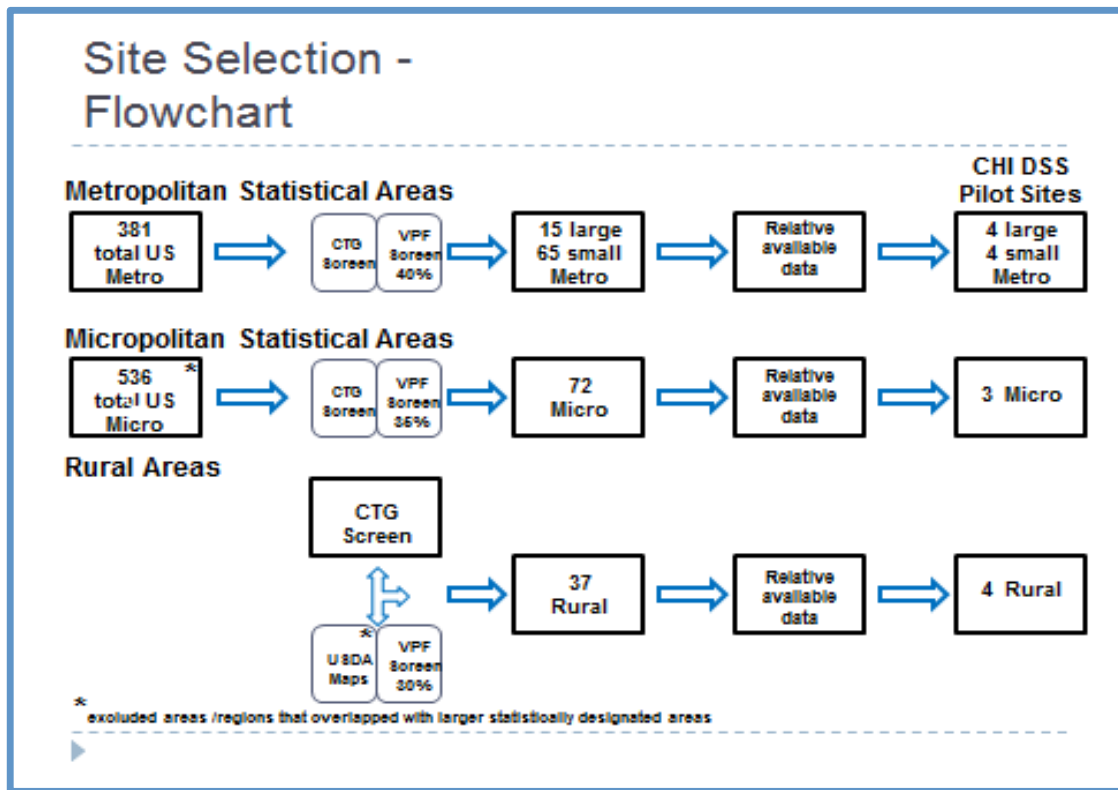 Site Selection -
Flowchart
CHI DSS
Pilot Sites
Metropolitan Statistical Areas
381
total US
Metro
CTG
Screen
VPF
Screen
40%
15 large
65 small
Metro
Relative
available
data
4 large
4 small
Metro
Micropolitan Statistical Areas
536 *
total US
Micro
CTG
Screen
VPF
Screen
35%
72
Micro
Relative
available
data
3 Micro
Rural Areas
CTG
Screen
*
USDA
Maps
VPF
Screen
30%
37
Rural
Relative
available
data
4 Rural
* excluded areas /regions that overlapped with larger statistically designated areas